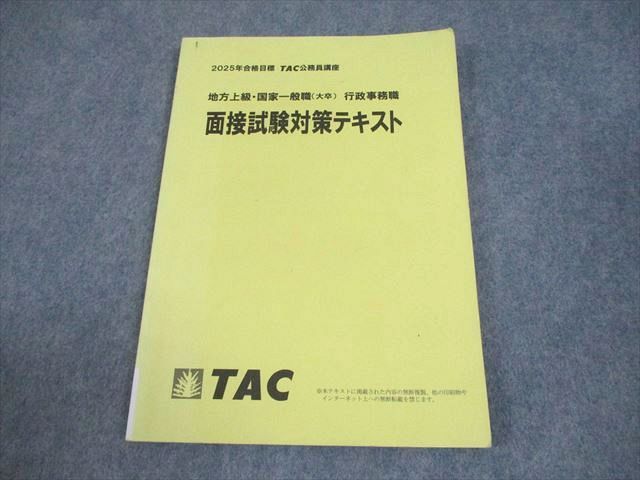 2025年合格目標 TAC公務員講座
地方上級・国家一般職(大卒) 行政事務職
面接試験対策テキスト
TAC
※本テキストに掲載された内容の無断複製、他の印刷物や
インターネット上への無断転載を禁じます。